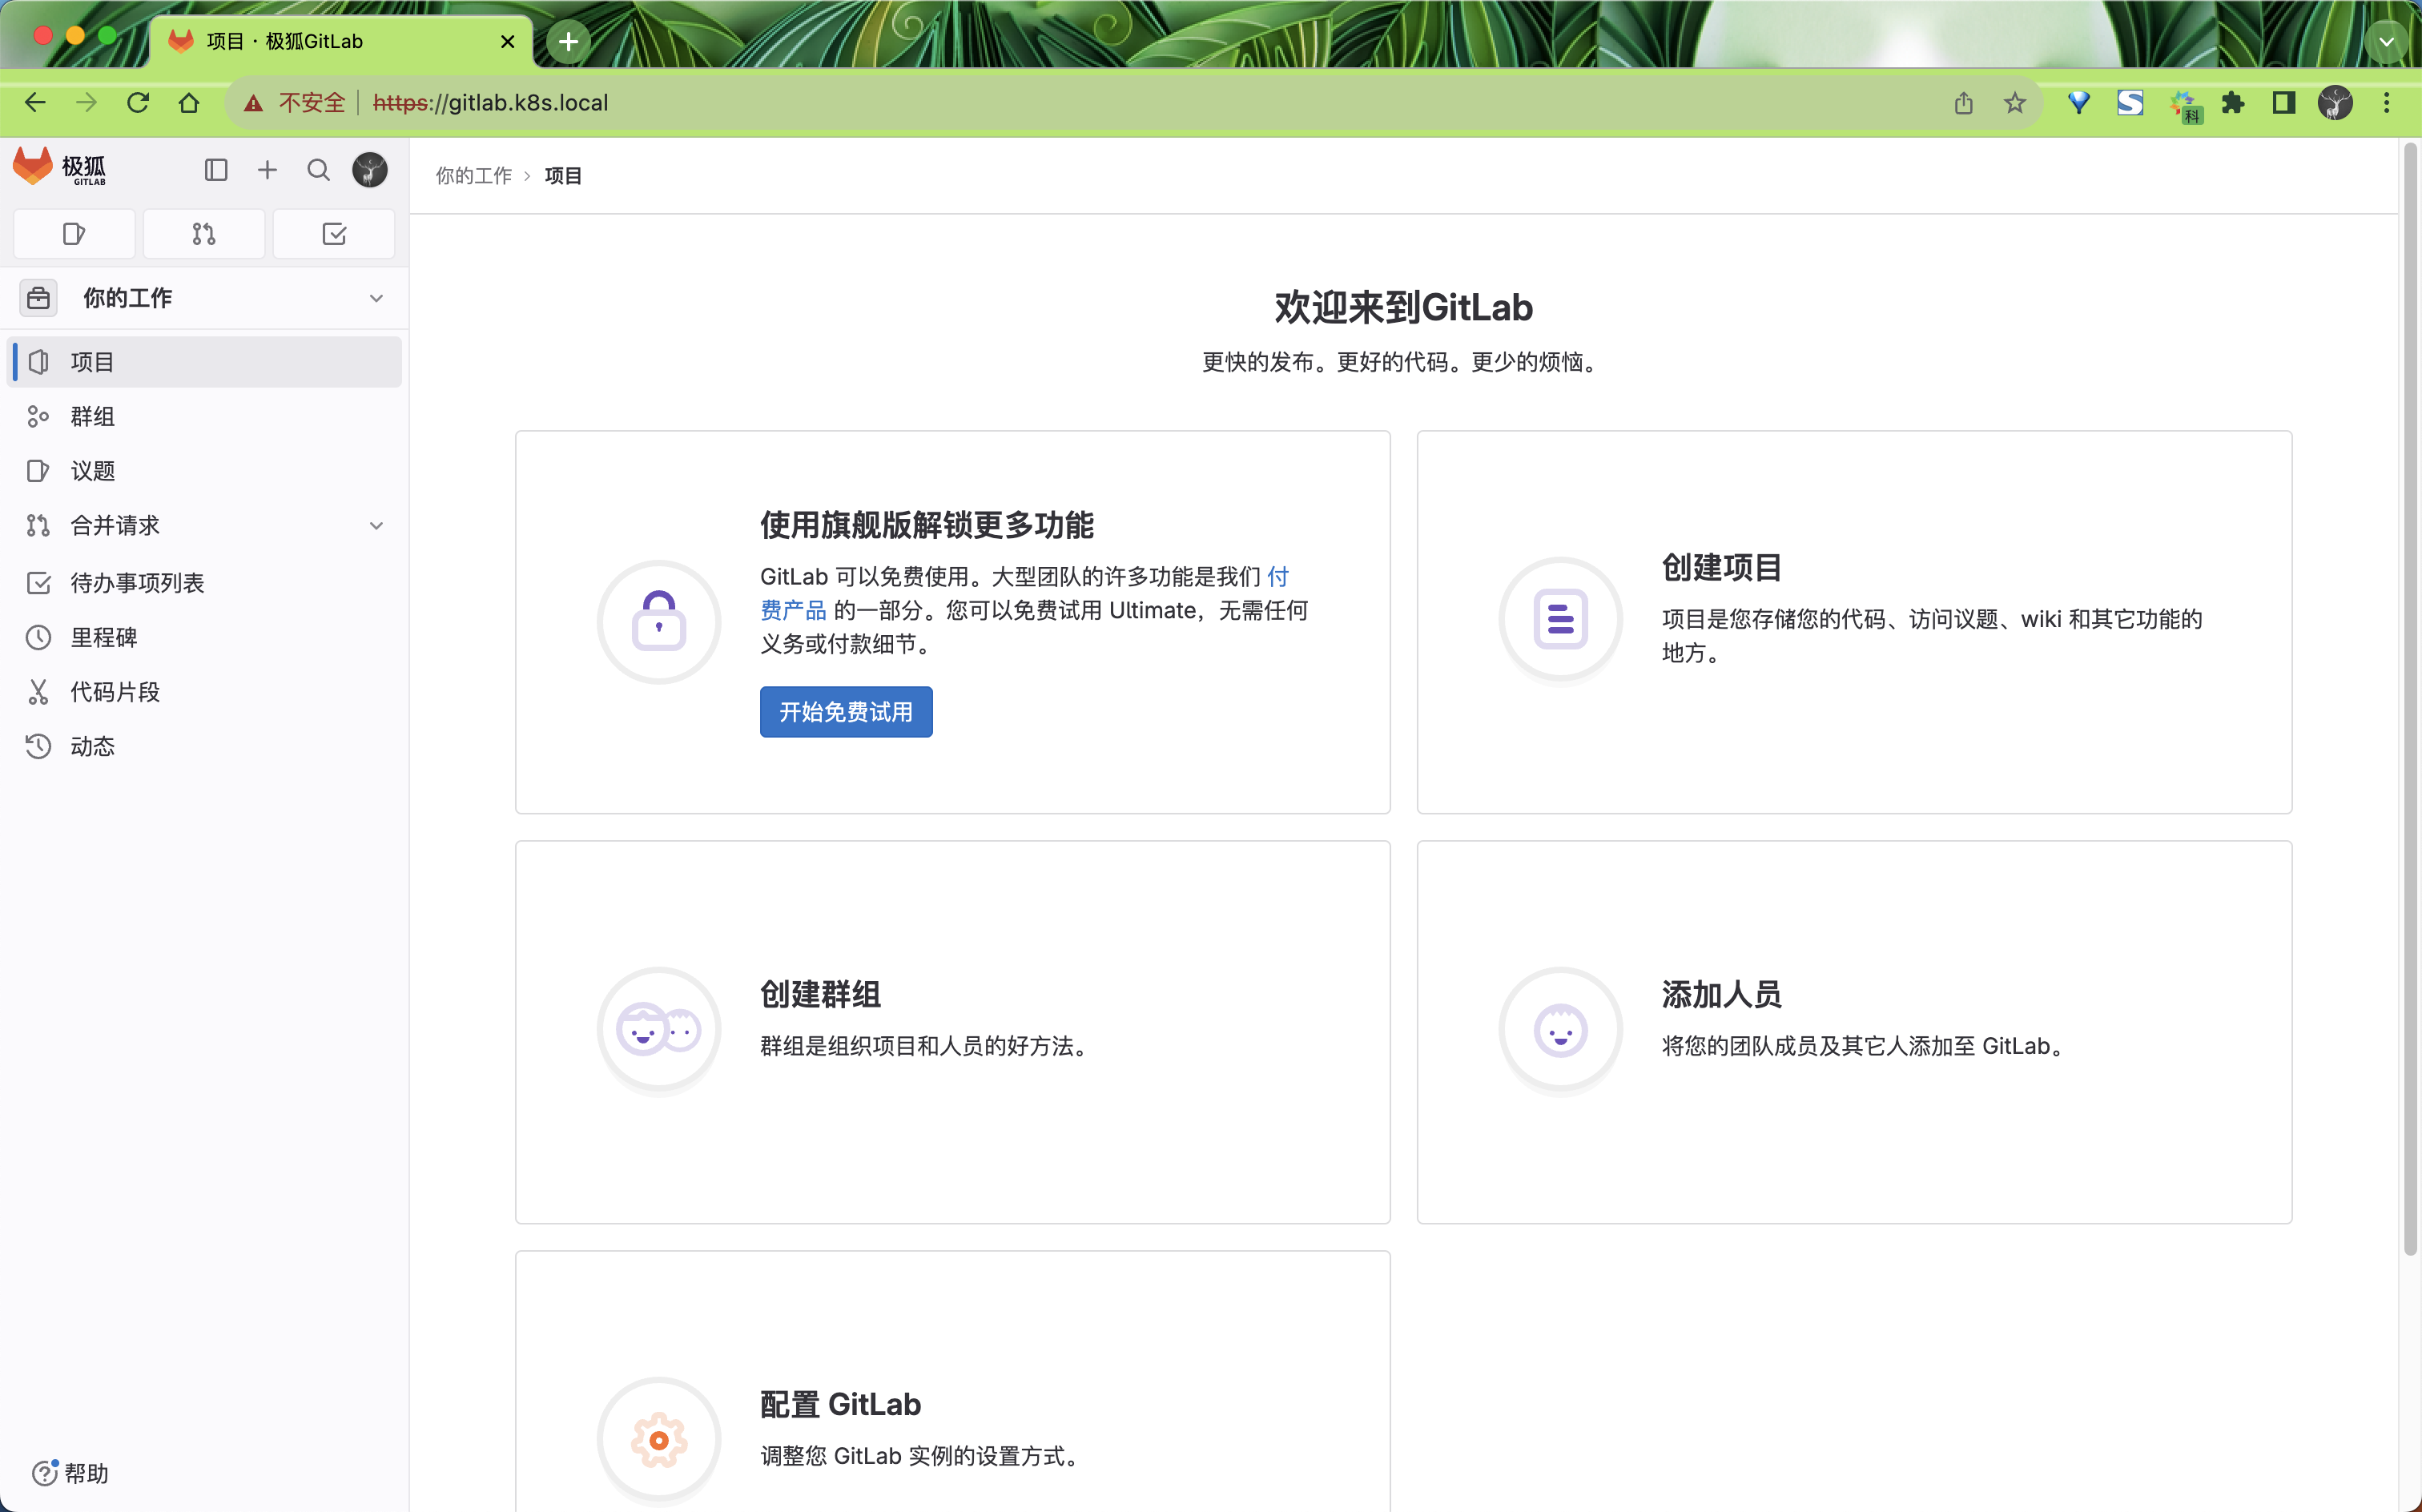 项目 · 极狐GitLab
不安全 https://gitlab.k8s.local
科
极狐
GITLAB
你的工作 › 项目
你的工作
项目
群组
议题
合并请求
待办事项列表
里程碑
代码片段
动态
帮助
欢迎来到GitLab
更快的发布。更好的代码。更少的烦恼。
使用旗舰版解锁更多功能
GitLab 可以免费使用。大型团队的许多功能是我们 付
费产品 的一部分。您可以免费试用 Ultimate，无需任何
义务或付款细节。
开始免费试用
创建项目
项目是您存储您的代码、访问议题、wiki 和其它功能的
地方。
创建群组
群组是组织项目和人员的好方法。
添加人员
将您的团队成员及其它人添加至 GitLab。
配置 GitLab
调整您 GitLab 实例的设置方式。